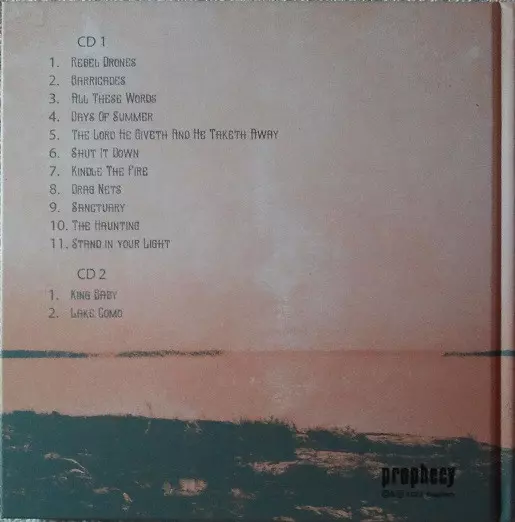 CD 1
1. Rebel Drones
2. Barricades
3. All These Words
4. Days Of Summer
5. The Lord He Giveth And He Taketh Away
6. Shut It Down
7. Kindle The Fire
8. Drag Nets
9. Sanctuary
10. The Haunting
11. Stand in your Light
CD 2
1. King Baby
2. Lake Como
prophecy